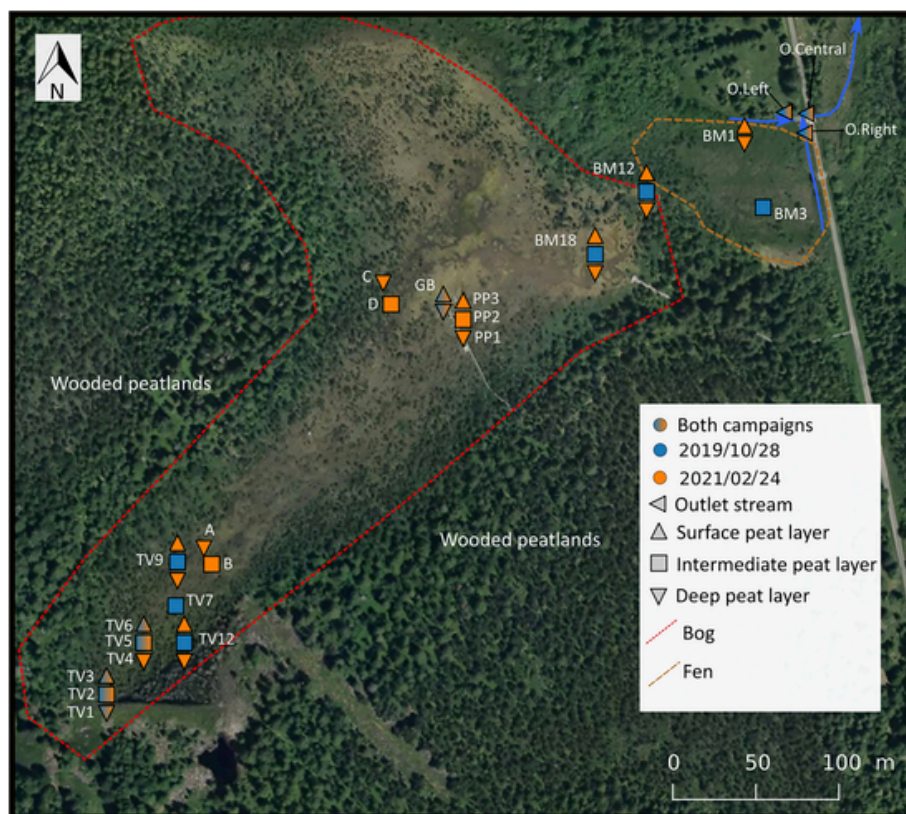 N
O.Central
O.Left
O.Right
BM1
BM12
BM3
BM18
C
GB
D
PP3
PP2
PP1
Wooded peatlands
Wooded peatlands
A
TV9
B
TV7
TV6
TV5
TV12
TV4
TV3
TV2
TV1
Both campaigns
2019/10/28
2021/02/24
Outlet stream
Surface peat layer
Intermediate peat layer
Deep peat layer
Bog
Fen
0 50 100 m